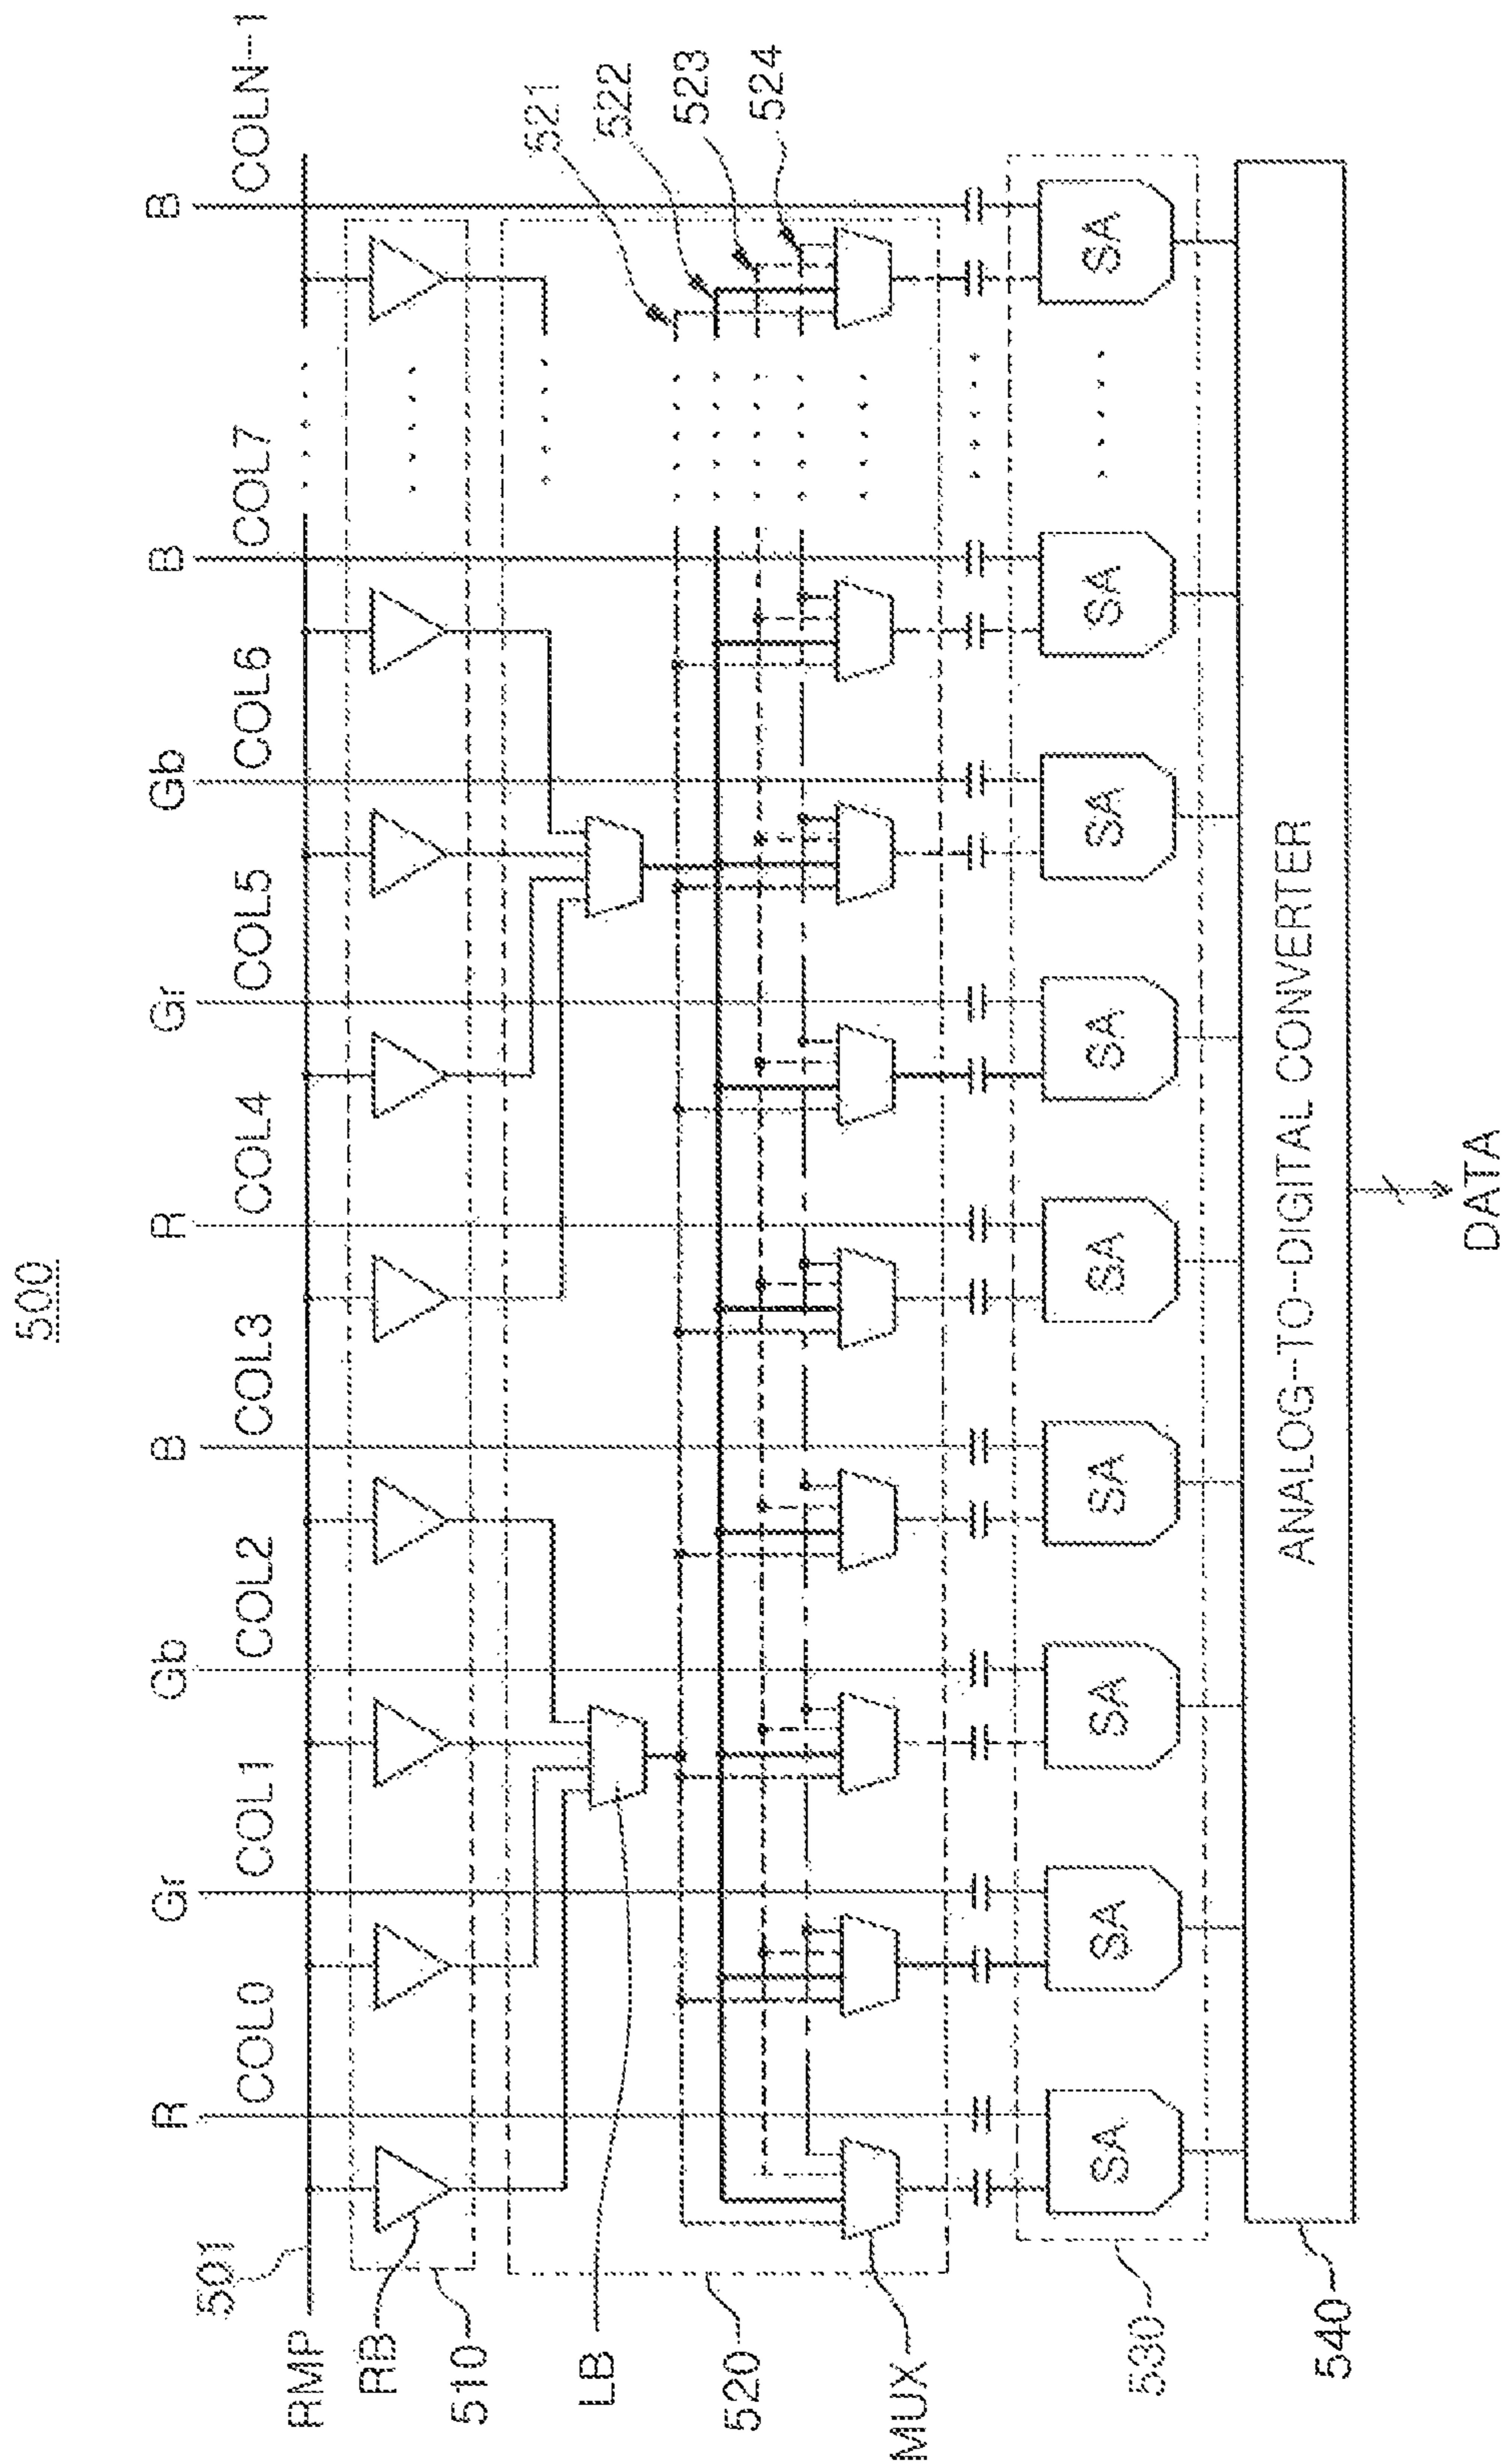 500
R
Gr
Gb
B
R
Gr
Gb
B
B
COL0
COL1
COL2
COL3
COL4
COL5
COL6
COL7
COLN-1
501
RMP
RB
510
LB
520
521
522
523
524
MUX
530
SA
SA
SA
SA
SA
SA
SA
SA
SA
540
ANALOG-TO-DIGITAL CONVERTER
DATA